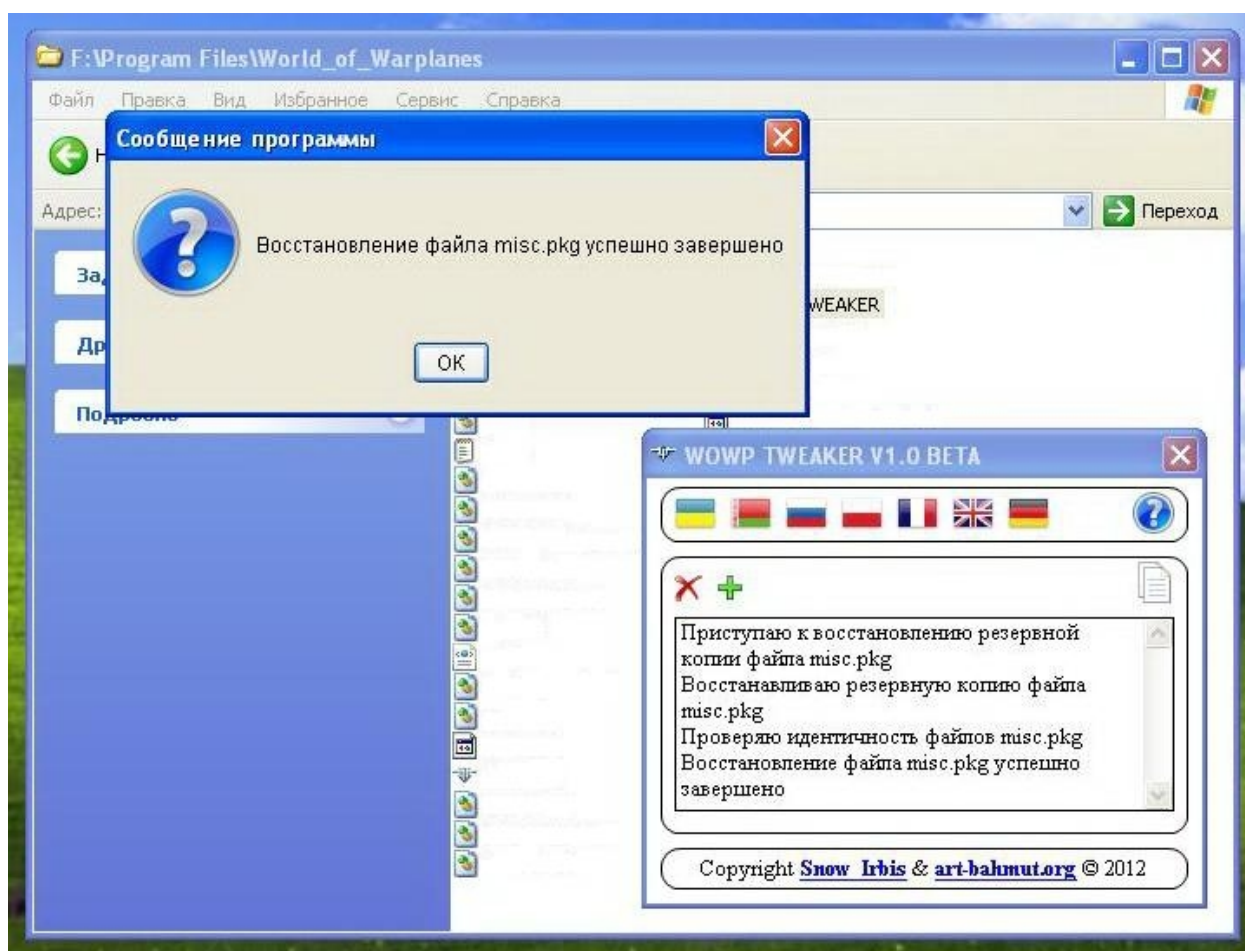 F:\Program Files\World_of_Warplanes
Файл Правка Вид Избранное Сервис Справка
Сообщение программы
Адрес:
Переход
Восстановление файла misc.pkg успешно завершено
OK
WEAKER
Подробно
WOWP TWEAKER V1.0 BETA
Приступаю к восстановлению резервной
копии файла misc.pkg
Восстанавливаю резервную копию файла
misc.pkg
Проверяю идентичность файлов misc.pkg
Восстановление файла misc.pkg успешно
завершено
Copyright Snow_Irbis & art-bahmut.org © 2012